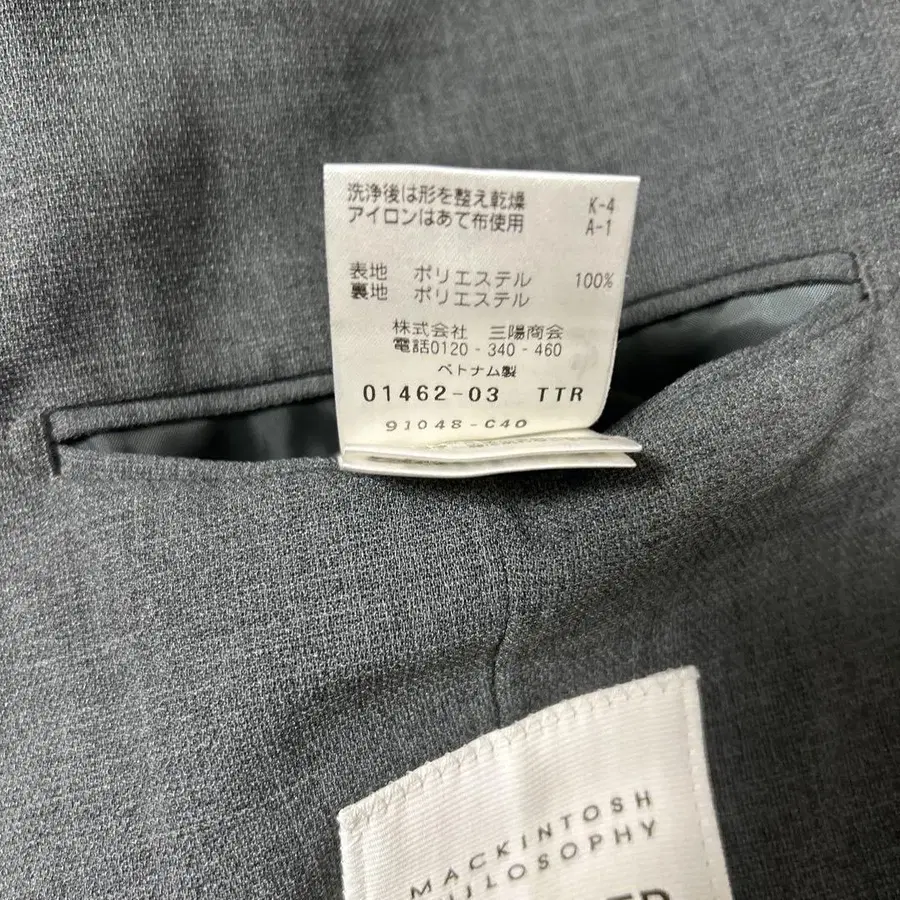 洗浄後は形を整え乾燥 K-4
アイロンはあて布使用 A-1
表地 ポリエステル 100%
裏地 ポリエステル
株式会社 三陽商会
電話0120-340-460
ベトナム製
01462-03 TTR
91048-C40
MACKINTOSH
PHILOSOPHY